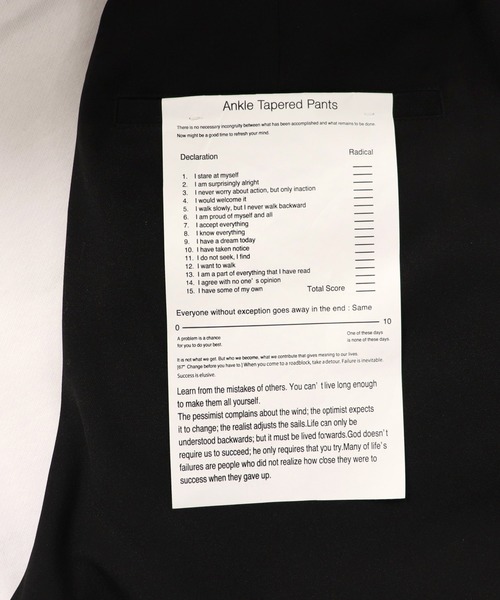 Ankle Tapered Pants
There is no necessary incongruity between what has been accomplished and what remains to be done
Now might be a good time to refresh your mind.
Declaration Radical
1. I stare at myself
2. I am surprisingly alright
3. I never worry about action, but only inaction
4. I would welcome it
5. I walk slowly, but I never walk backward
6. I am proud of myself and all
7. I accept everything
8. I know everything
9. I have a dream today
10. I have taken notice
11. I do not seek, I find
12. I want to walk
13. I am a part of everything that I have read
14. I agree with no one's opinion
15. I have some of my own Total Score
Everyone without exception goes away in the end : Same
0 10
A problem is a chance One of these days
for you to do your best. is none of these days.
It is not what we get. But who we become, what we contribute that gives meaning to our lives.
Change before you have to.] When you come to a roadblock, take a detour. Failure is inevitable.
Success is elusive.
Learn from the mistakes of others. You can't live long enough
to make them all yourself.
The pessimist complains about the wind; the optimist expects
it to change; the realist adjusts the sails.Life can only be
understood backwards; but it must be lived forwards.God doesn't
require us to succeed; he only requires that you try.Many of life's
failures are people who did not realize how close they were to
success when they gave up.